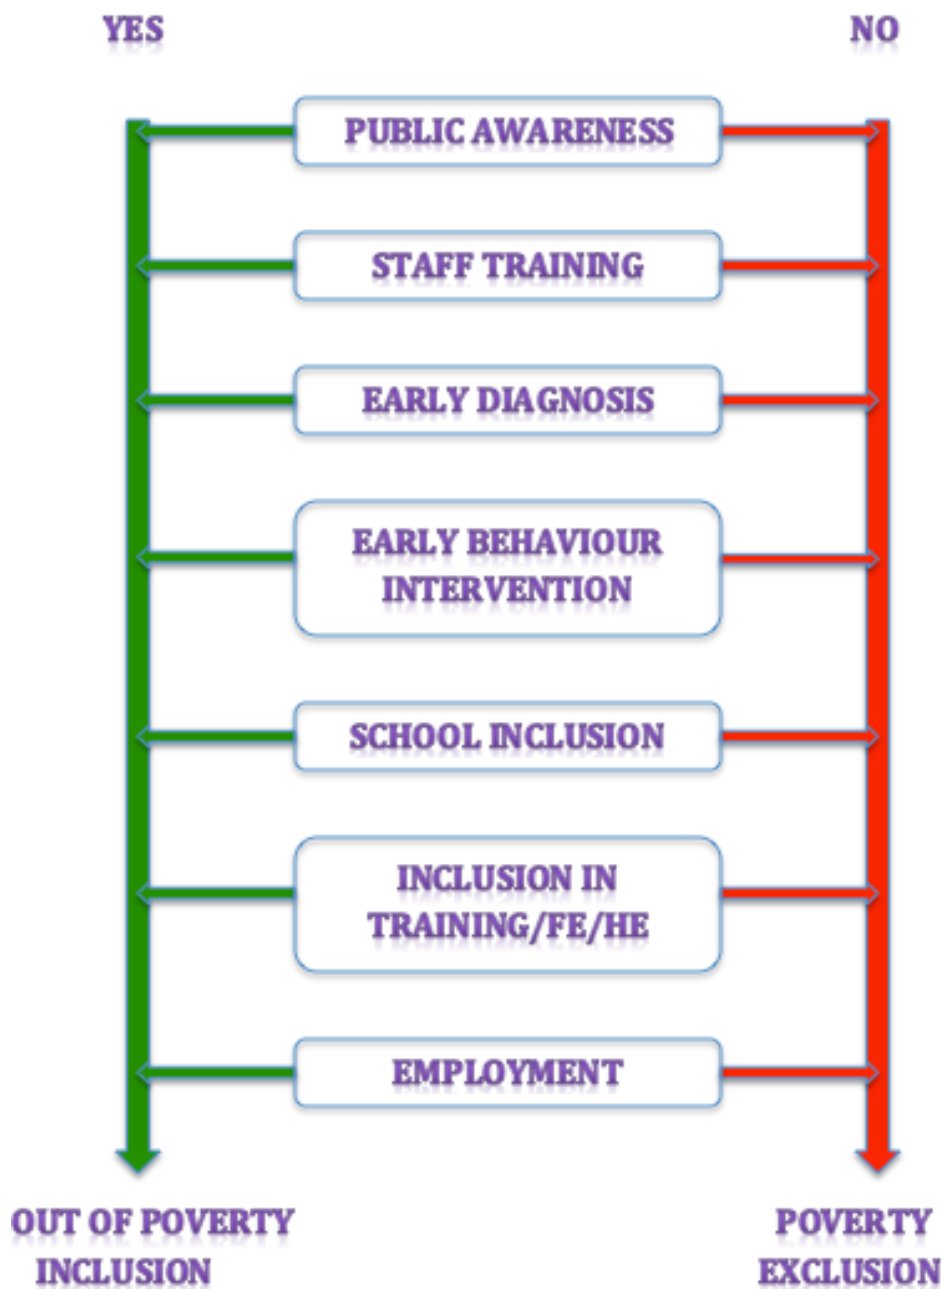 YES
NO
PUBLIC AWARENESS
STAFF TRAINING
EARLY DIAGNOSIS
EARLY BEHAVIOUR
INTERVENTION
SCHOOL INCLUSION
INCLUSION IN
TRAINING/FE/HE
EMPLOYMENT
OUT OF POVERTY
INCLUSION
POVERTY
EXCLUSION